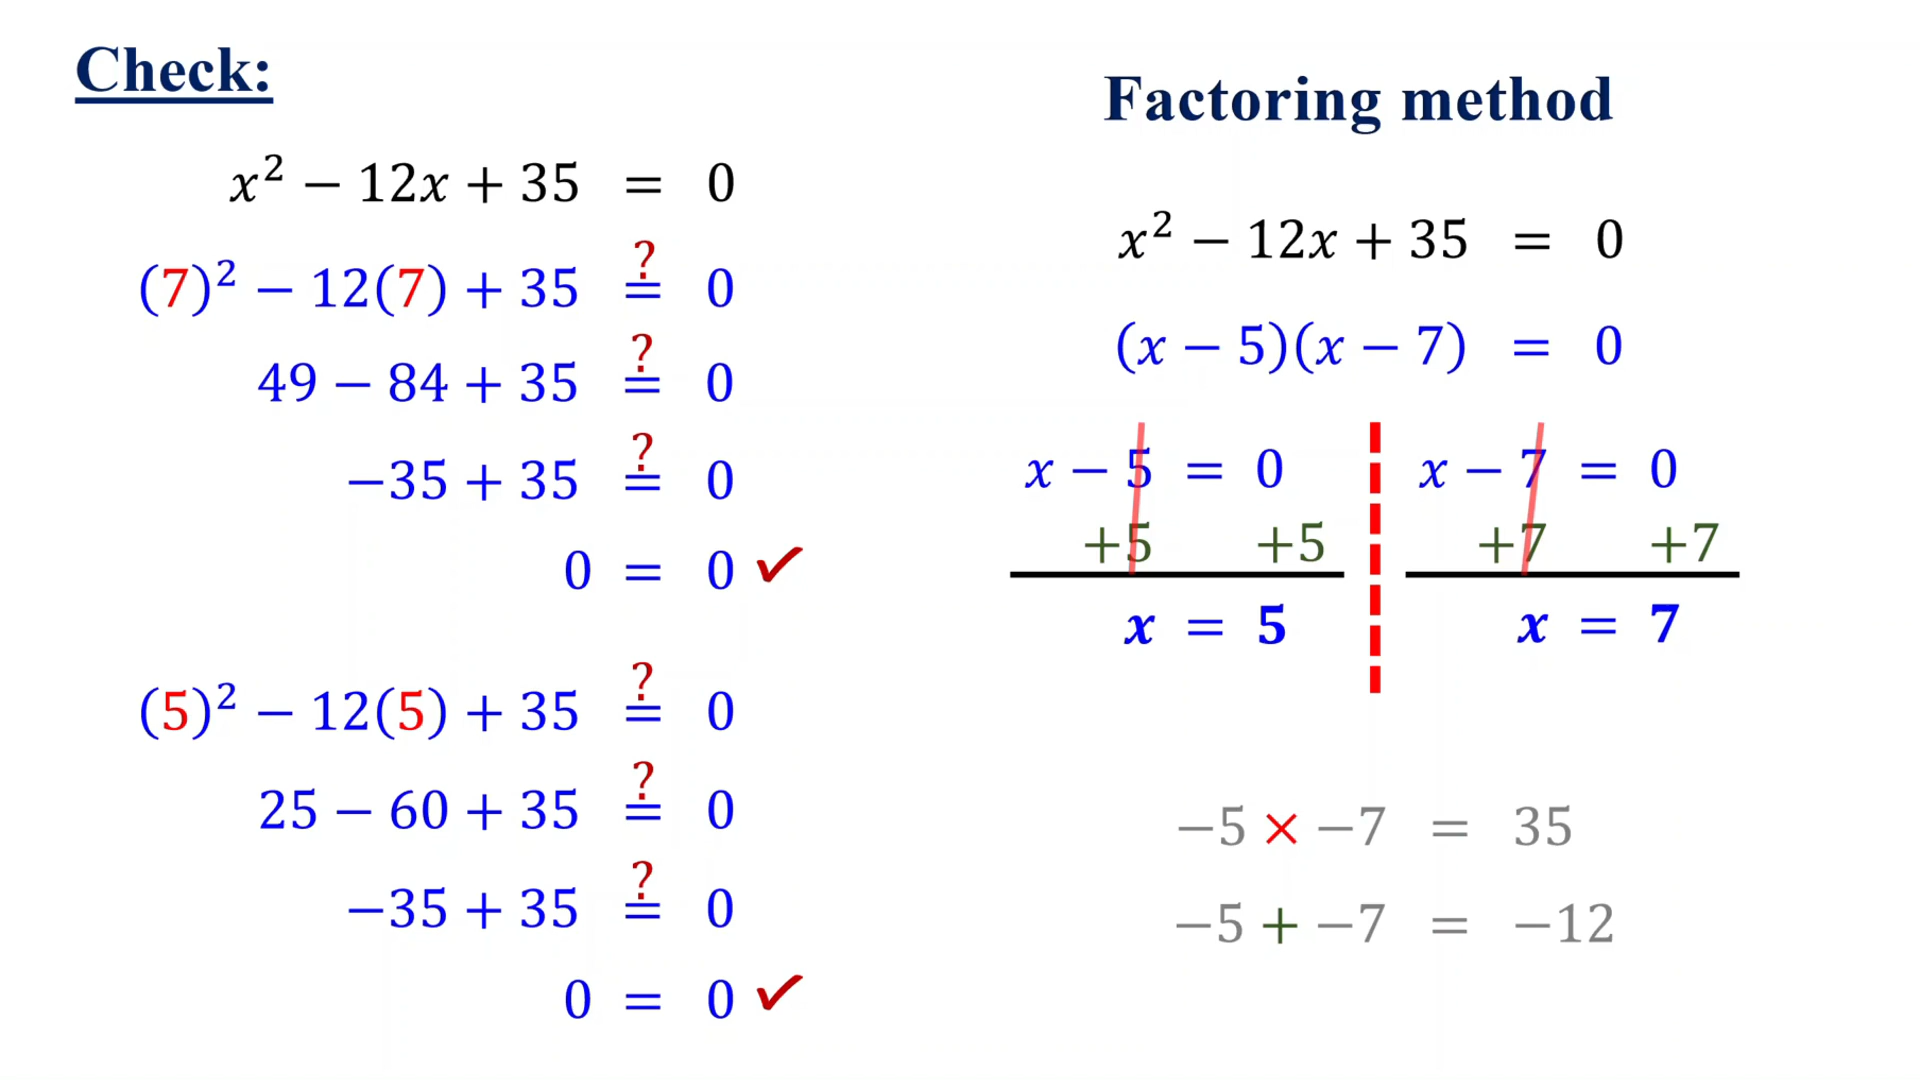 Check:
x² − 12x + 35 = 0
(7)² − 12(7) + 35 ≟ 0
49 − 84 + 35 ≟ 0
−35 + 35 ≟ 0
0 = 0 ✓
(5)² − 12(5) + 35 ≟ 0
25 − 60 + 35 ≟ 0
−35 + 35 ≟ 0
0 = 0 ✓
Factoring method
x² − 12x + 35 = 0
(x − 5)(x − 7) = 0
x − 5 = 0
+5 +5
x = 5
x − 7 = 0
+7 +7
x = 7
−5 × −7 = 35
−5 + −7 = −12